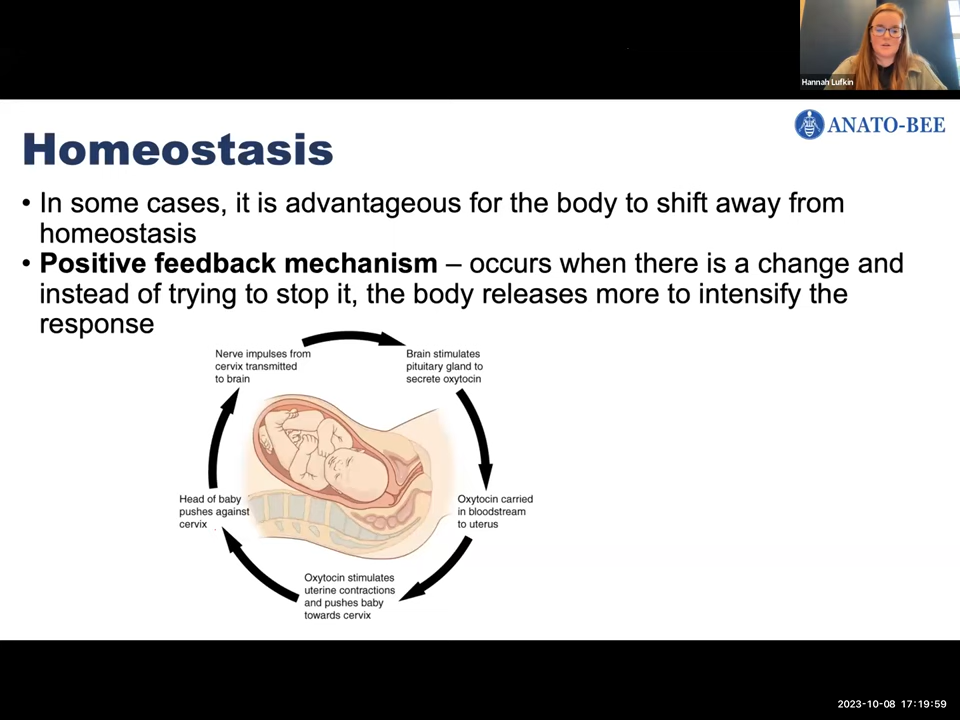 Hannah Lufkin
ANATO-BEE
Homeostasis
• In some cases, it is advantageous for the body to shift away from
homeostasis
• Positive feedback mechanism – occurs when there is a change and
instead of trying to stop it, the body releases more to intensify the
response
Nerve impulses from
cervix transmitted
to brain
Brain stimulates
pituitary gland to
secrete oxytocin
Head of baby
pushes against
cervix
Oxytocin carried
in bloodstream
to uterus
Oxytocin stimulates
uterine contractions
and pushes baby
towards cervix
2023-10-08 17:19:59